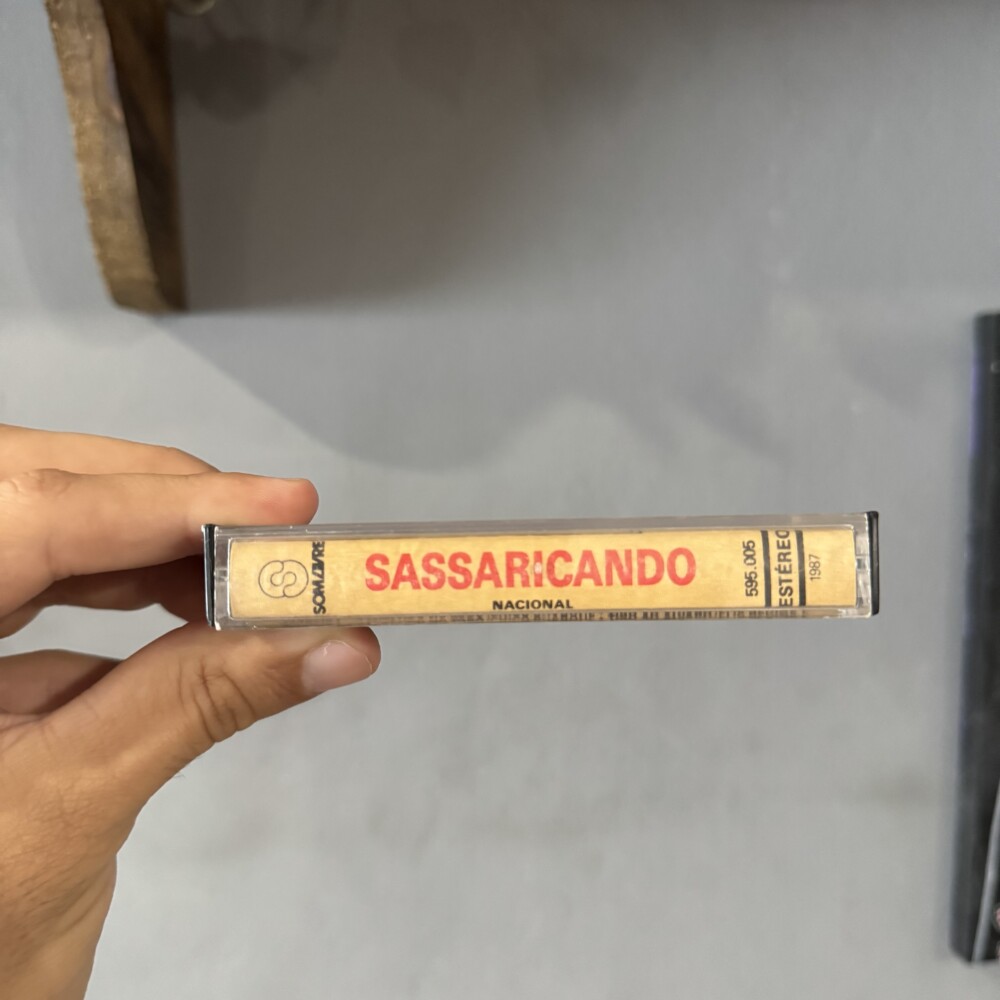 SOM LIVRE
SASSARICANDO
NACIONAL
595.005
ESTÉREO
1987